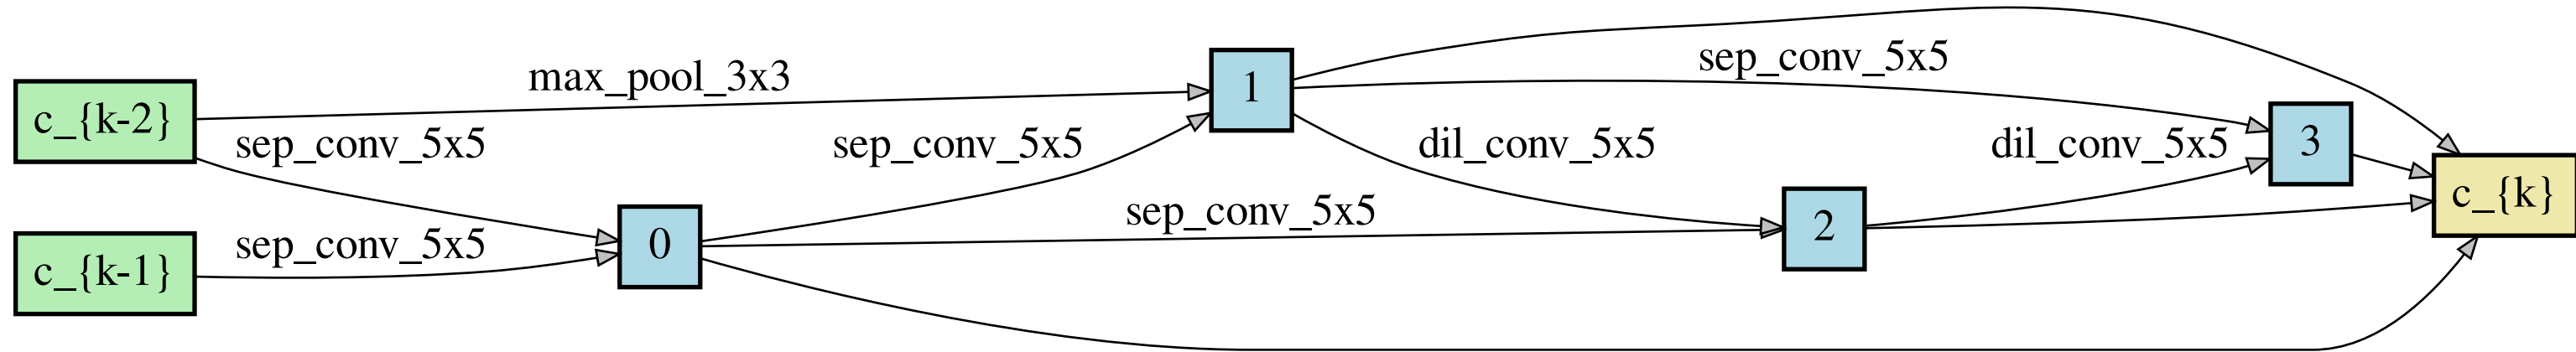 c_{k-2}
max_pool_3x3
sep_conv_5x5
c_{k-1}
sep_conv_5x5
0
sep_conv_5x5
1
sep_conv_5x5
sep_conv_5x5
dil_conv_5x5
2
dil_conv_5x5
3
c_{k}